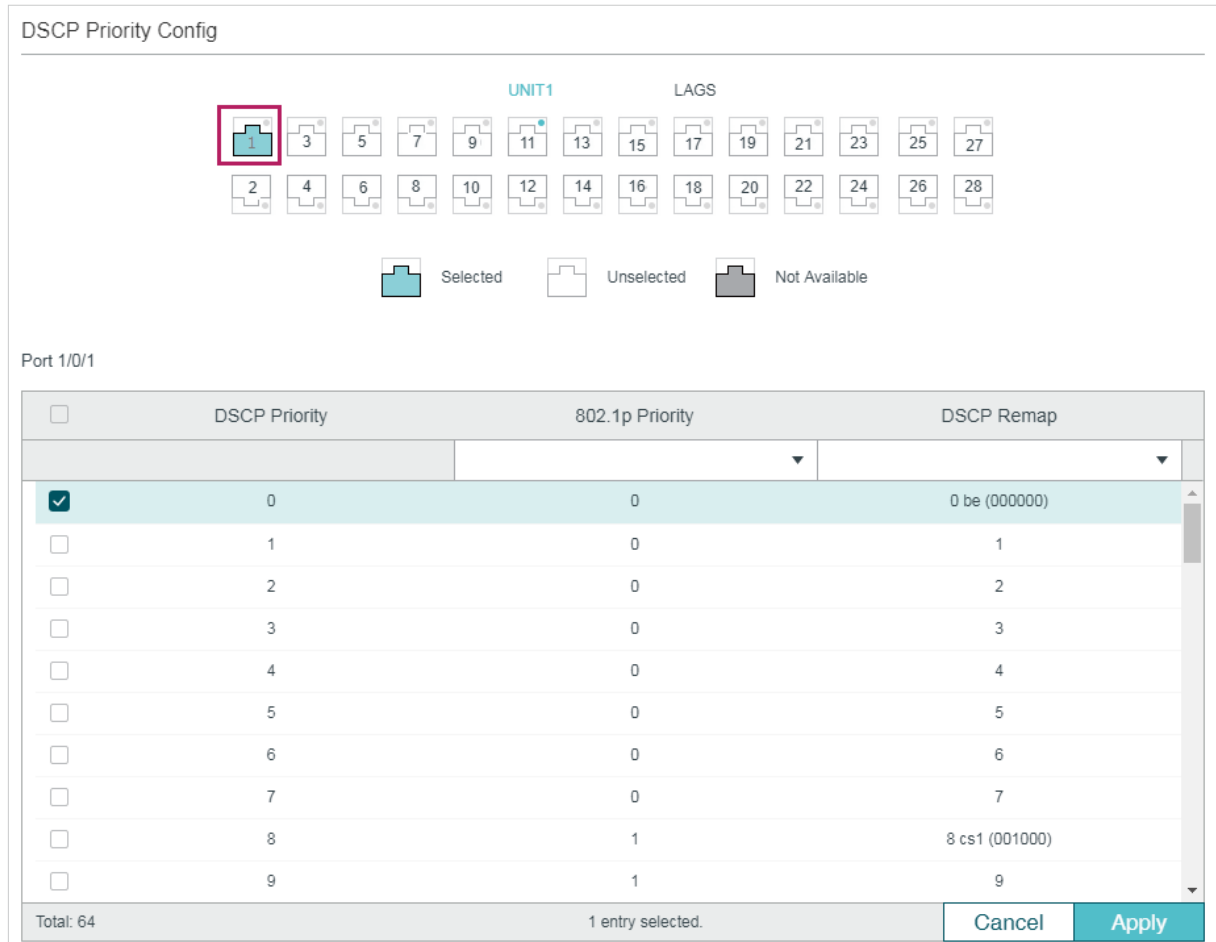 DSCP Priority Config
UNIT1 LAGS
1 3 5 7 9 11 13 15 17 19 21 23 25 27
2 4 6 8 10 12 14 16 18 20 22 24 26 28
Selected Unselected Not Available
Port 1/0/1
DSCP Priority 802.1p Priority DSCP Remap
0 0 0 be (000000)
1 0 1
2 0 2
3 0 3
4 0 4
5 0 5
6 0 6
7 0 7
8 1 8 cs1 (001000)
9 1 9
Total: 64 1 entry selected. Cancel Apply